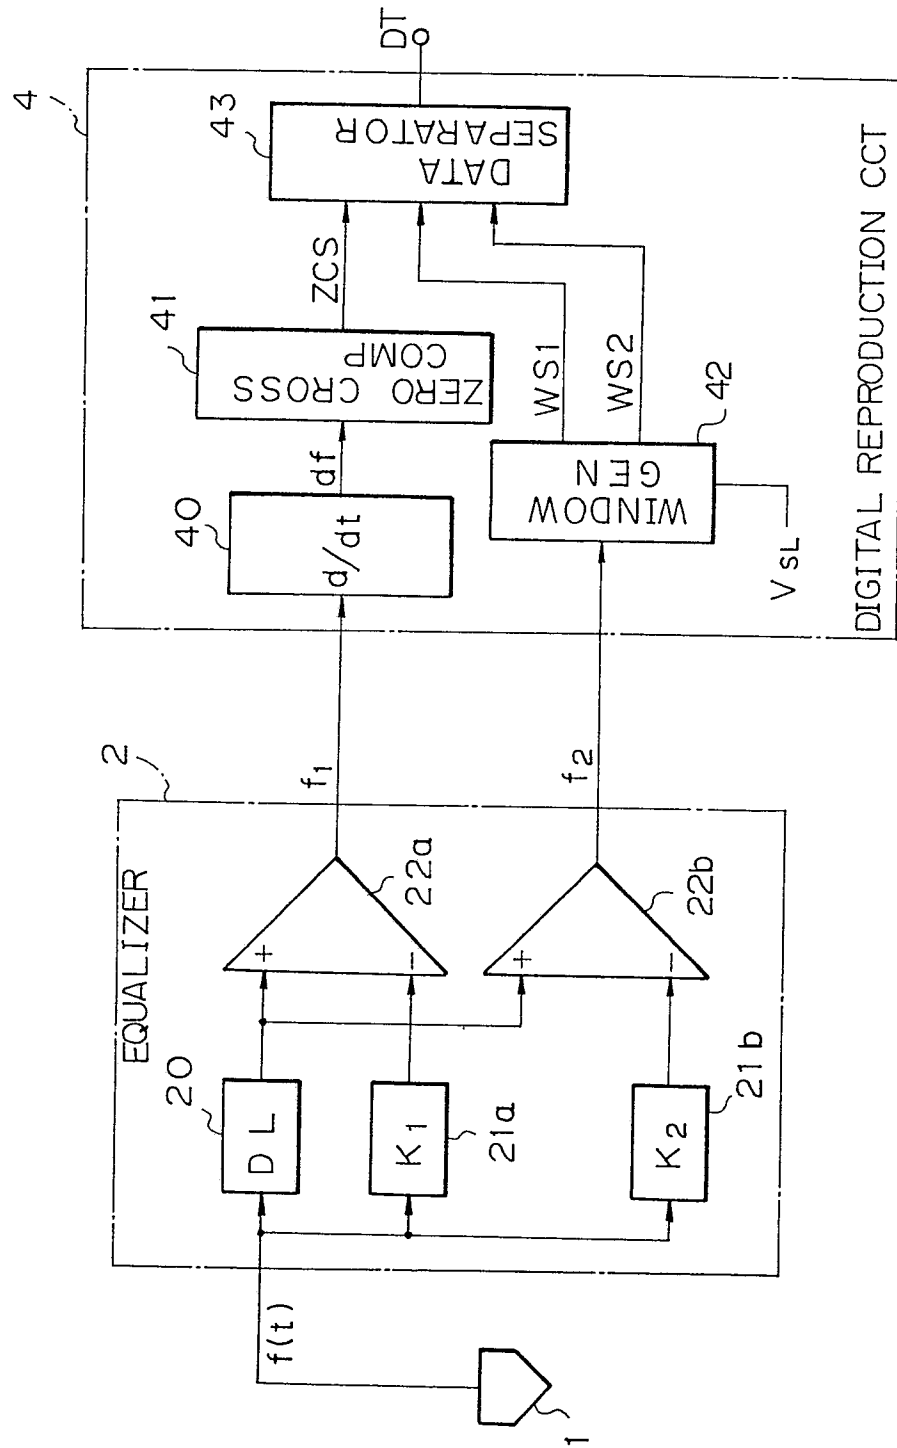 4
DT
43
DATA
SEPARATOR
ZCS
41
ZERO CROSS
COMP
df
40
d/dt
WS1
WS2
42
WINDOW
GEN
VSL
DIGITAL REPRODUCTION CCT
2
f1
f2
EQUALIZER
22a
+
−
22b
+
−
20
DL
K1
21a
K2
21b
f(t)
1